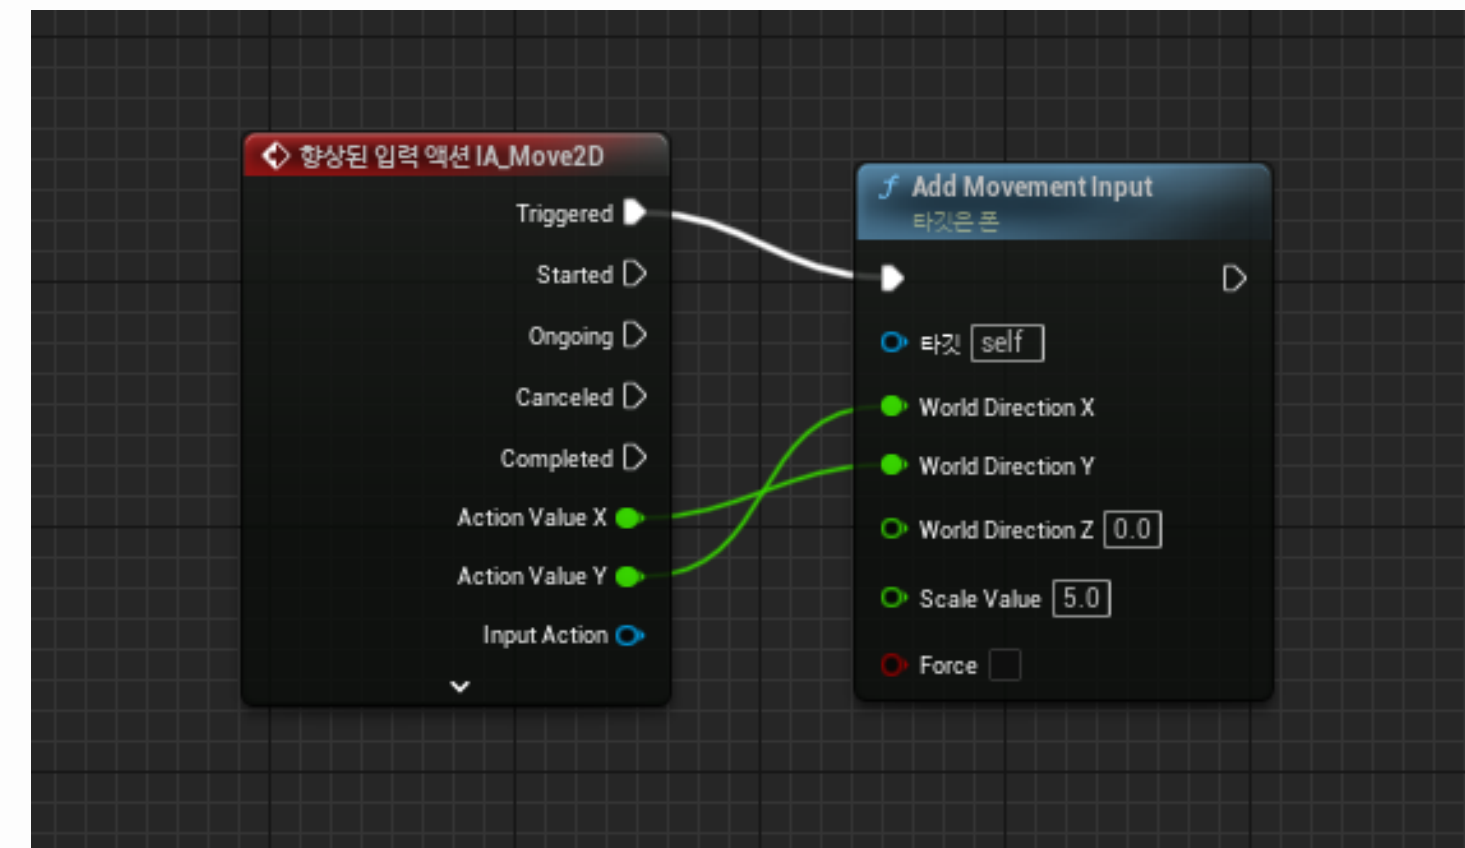 향상된 입력 액션 IA_Move2D
Triggered
Started
Ongoing
Canceled
Completed
Action Value X
Action Value Y
Input Action
Add Movement Input
타깃은 폰
타깃 self
World Direction X
World Direction Y
World Direction Z 0.0
Scale Value 5.0
Force